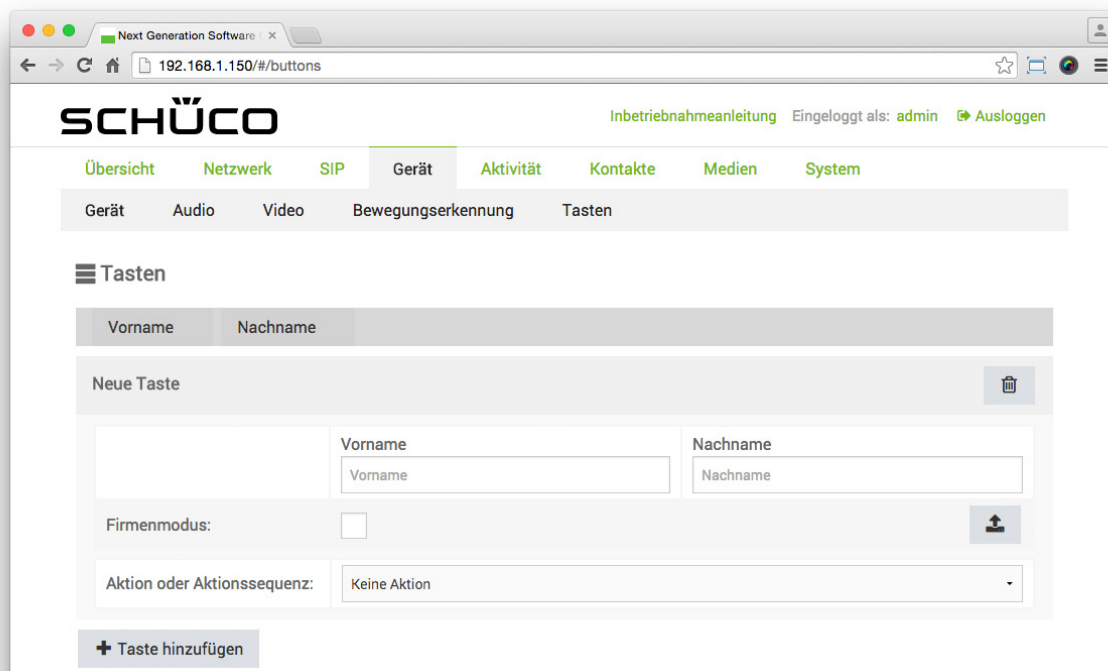 Next Generation Software
192.168.1.150/#/buttons
SCHÜCO
Inbetriebnahmeanleitung Eingeloggt als: admin Ausloggen
Übersicht Netzwerk SIP Gerät Aktivität Kontakte Medien System
Gerät Audio Video Bewegungserkennung Tasten
Tasten
Vorname Nachname
Neue Taste
Vorname Nachname
Vorname Nachname
Firmenmodus:
Aktion oder Aktionssequenz: Keine Aktion
+ Taste hinzufügen